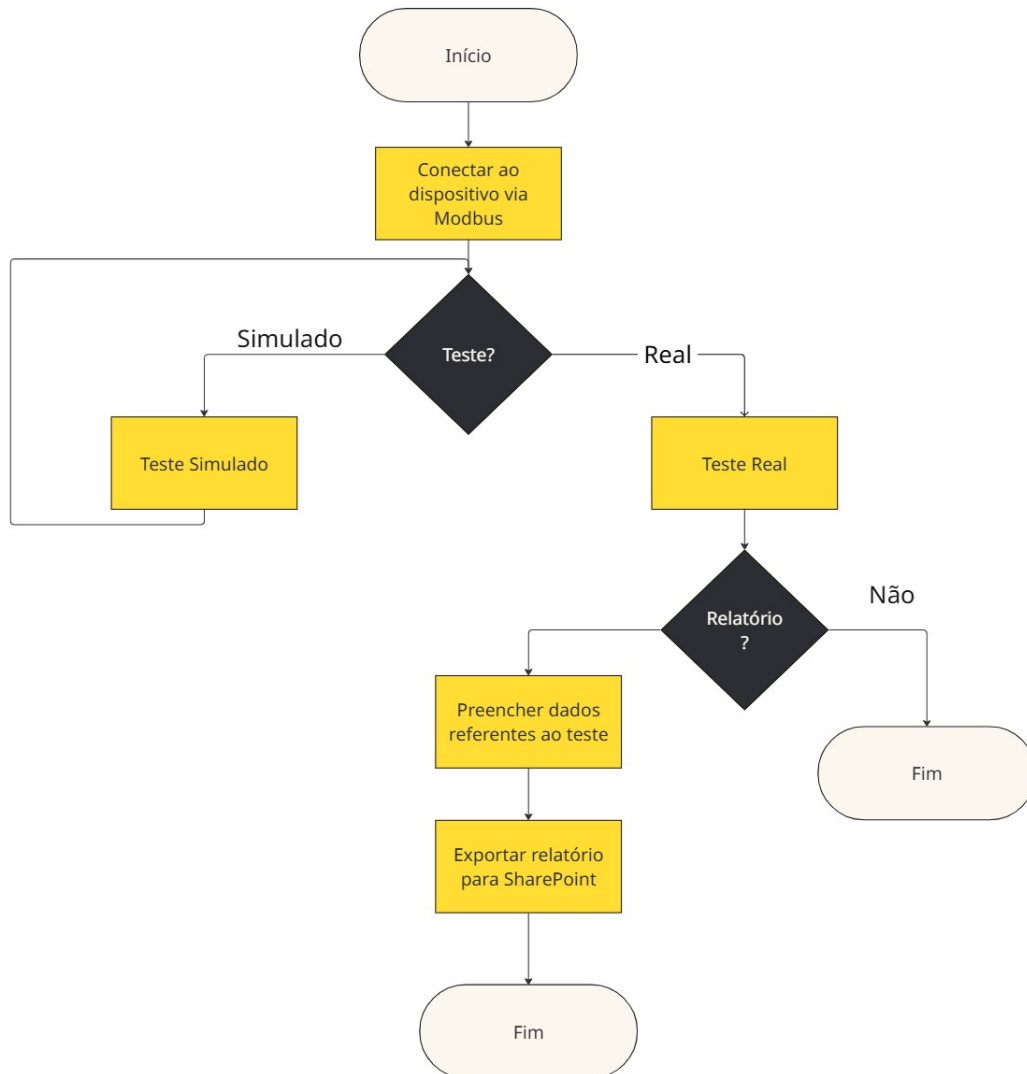 Início
Conectar ao
dispositivo via
Modbus
Simulado
Teste?
Real
Teste Simulado
Teste Real
Relatório
?
Não
Preencher dados
referentes ao teste
Fim
Exportar relatório
para SharePoint
Fim